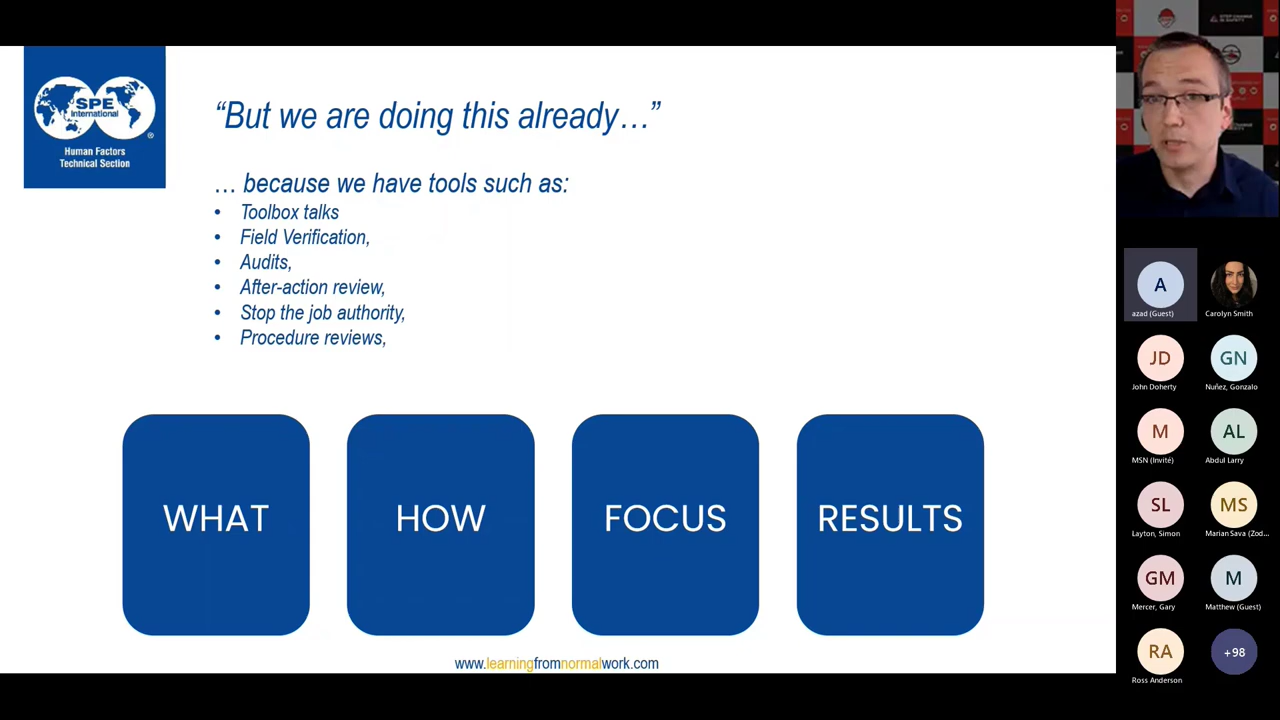 SPE
International
®
Human Factors
Technical Section
“But we are doing this already…”
… because we have tools such as:
• Toolbox talks
• Field Verification,
• Audits,
• After-action review,
• Stop the job authority,
• Procedure reviews,
WHAT
HOW
FOCUS
RESULTS
www.learningfromnormalwork.com
A
azad (Guest)
Carolyn Smith
JD
John Doherty
GN
Nuñez, Gonzalo
M
MSN (Invité)
AL
Abdul Larry
SL
Layton, Simon
MS
Marian Sava (Zod...
GM
Mercer, Gary
M
Matthew (Guest)
RA
Ross Anderson
+98